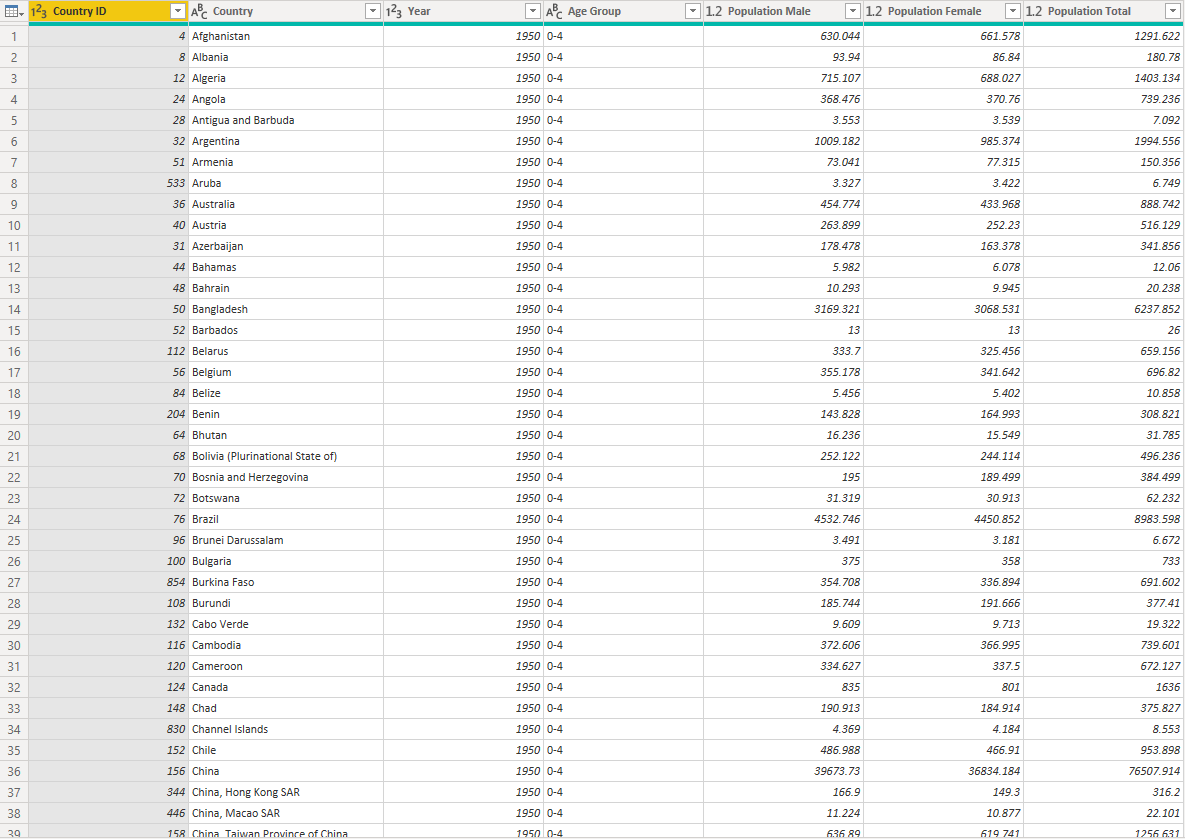 1 2 3 Country ID A B C Country 1 2 3 Year A B C Age Group 1.2 Population Male 1.2 Population Female 1.2 Population Total
1 4 Afghanistan 1950 0-4 630.044 661.578 1291.622
2 8 Albania 1950 0-4 93.94 86.84 180.78
3 12 Algeria 1950 0-4 715.107 688.027 1403.134
4 24 Angola 1950 0-4 368.476 370.76 739.236
5 28 Antigua and Barbuda 1950 0-4 3.553 3.539 7.092
6 32 Argentina 1950 0-4 1009.182 985.374 1994.556
7 51 Armenia 1950 0-4 73.041 77.315 150.356
8 533 Aruba 1950 0-4 3.327 3.422 6.749
9 36 Australia 1950 0-4 454.774 433.968 888.742
10 40 Austria 1950 0-4 263.899 252.23 516.129
11 31 Azerbaijan 1950 0-4 178.478 163.378 341.856
12 44 Bahamas 1950 0-4 5.982 6.078 12.06
13 48 Bahrain 1950 0-4 10.293 9.945 20.238
14 50 Bangladesh 1950 0-4 3169.321 3068.531 6237.852
15 52 Barbados 1950 0-4 13 13 26
16 112 Belarus 1950 0-4 333.7 325.456 659.156
17 56 Belgium 1950 0-4 355.178 341.642 696.82
18 84 Belize 1950 0-4 5.456 5.402 10.858
19 204 Benin 1950 0-4 143.828 164.993 308.821
20 64 Bhutan 1950 0-4 16.236 15.549 31.785
21 68 Bolivia (Plurinational State of) 1950 0-4 252.122 244.114 496.236
22 70 Bosnia and Herzegovina 1950 0-4 195 189.499 384.499
23 72 Botswana 1950 0-4 31.319 30.913 62.232
24 76 Brazil 1950 0-4 4532.746 4450.852 8983.598
25 96 Brunei Darussalam 1950 0-4 3.491 3.181 6.672
26 100 Bulgaria 1950 0-4 375 358 733
27 854 Burkina Faso 1950 0-4 354.708 336.894 691.602
28 108 Burundi 1950 0-4 185.744 191.666 377.41
29 132 Cabo Verde 1950 0-4 9.609 9.713 19.322
30 116 Cambodia 1950 0-4 372.606 366.995 739.601
31 120 Cameroon 1950 0-4 334.627 337.5 672.127
32 124 Canada 1950 0-4 835 801 1636
33 148 Chad 1950 0-4 190.913 184.914 375.827
34 830 Channel Islands 1950 0-4 4.369 4.184 8.553
35 152 Chile 1950 0-4 486.988 466.91 953.898
36 156 China 1950 0-4 39673.73 36834.184 76507.914
37 344 China, Hong Kong SAR 1950 0-4 166.9 149.3 316.2
38 446 China, Macao SAR 1950 0-4 11.224 10.877 22.101
39 158 China, Taiwan Province of China 1950 0-4 636.89 619.741 1256.631